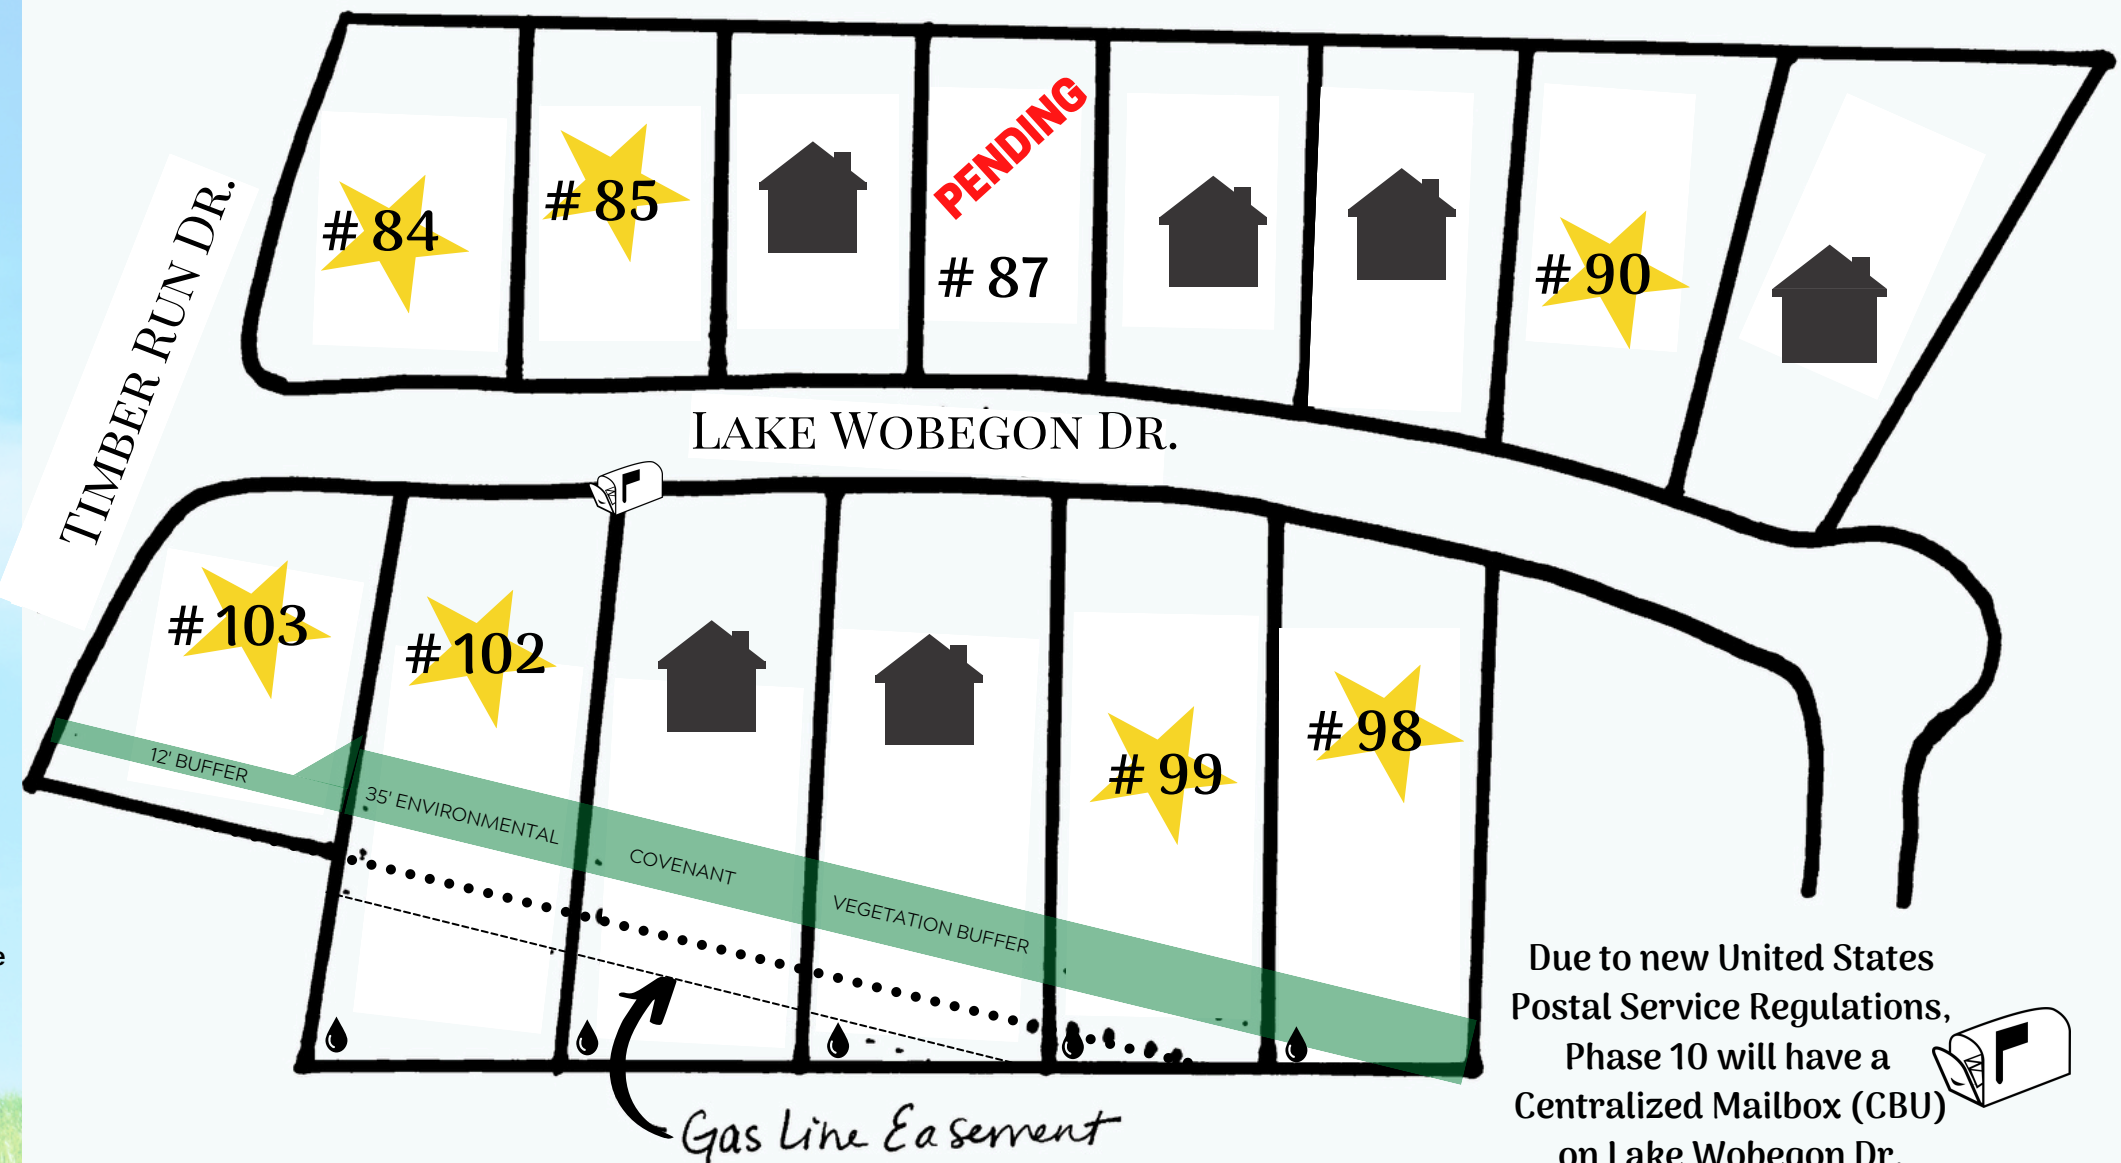 PENDING
# 84
# 85
# 87
# 90
TIMBER RUN DR.
LAKE WOBEGON DR.
# 103
# 102
# 99
# 98
12' BUFFER
35' ENVIRONMENTAL
COVENANT
VEGETATION BUFFER
Gas Line Easement
Due to new United States
Postal Service Regulations,
Phase 10 will have a
Centralized Mailbox (CBU)
on Lake Wobegon Dr.
e